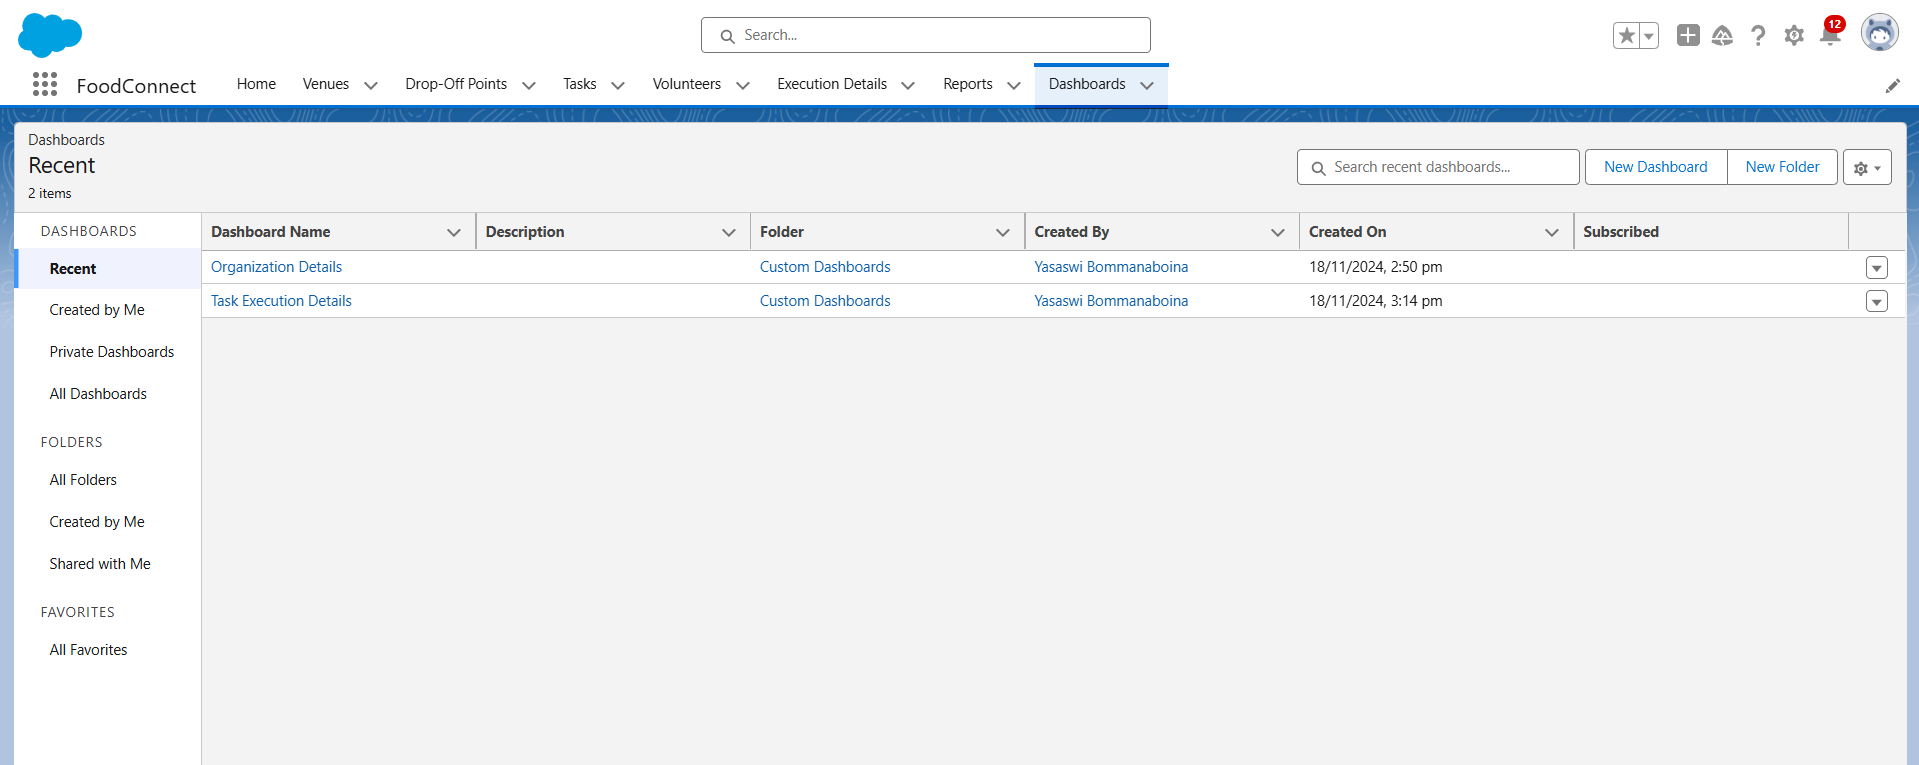 Search...
12
FoodConnect
Home
Venues
Drop-Off Points
Tasks
Volunteers
Execution Details
Reports
Dashboards
Dashboards
Recent
2 items
Search recent dashboards...
New Dashboard
New Folder
DASHBOARDS
Recent
Created by Me
Private Dashboards
All Dashboards
FOLDERS
All Folders
Created by Me
Shared with Me
FAVORITES
All Favorites
Dashboard Name Description Folder Created By Created On Subscribed
Organization Details Custom Dashboards Yasaswi Bommanaboina 18/11/2024, 2:50 pm
Task Execution Details Custom Dashboards Yasaswi Bommanaboina 18/11/2024, 3:14 pm